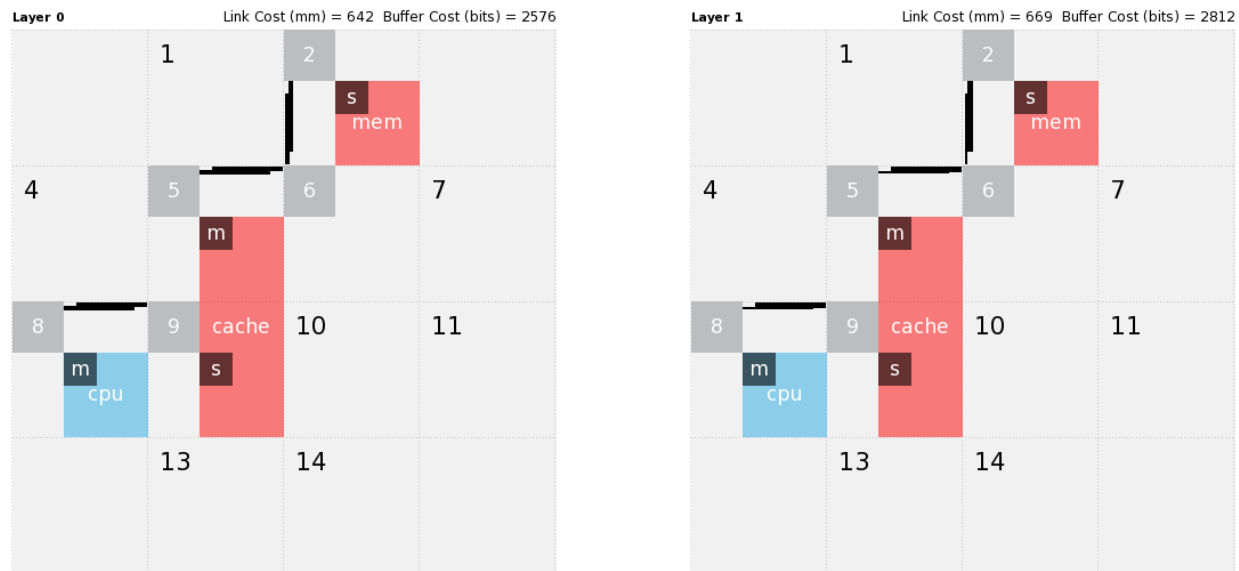 Layer 0 Link Cost (mm) = 642 Buffer Cost (bits) = 2576
1 2
s
mem
4 5 6 7
m
8 9 cache 10 11
m s
cpu
13 14
Layer 1 Link Cost (mm) = 669 Buffer Cost (bits) = 2812
1 2
s
mem
4 5 6 7
m
8 9 cache 10 11
m s
cpu
13 14